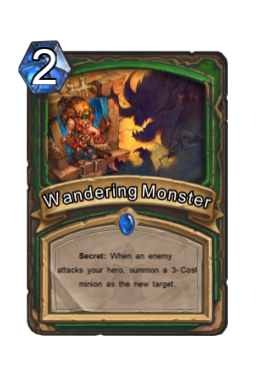 2
Wandering Monster
Secret: When an enemy
attacks your hero, summon a 3-Cost
minion as the new target.